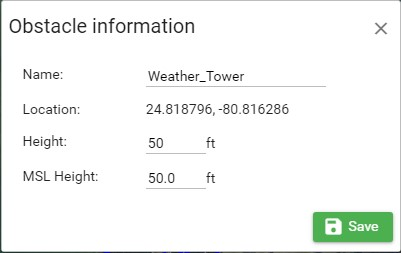 Obstacle information
Name: Weather_Tower
Location: 24.818796, -80.816286
Height: 50 ft
MSL Height: 50.0 ft
Save